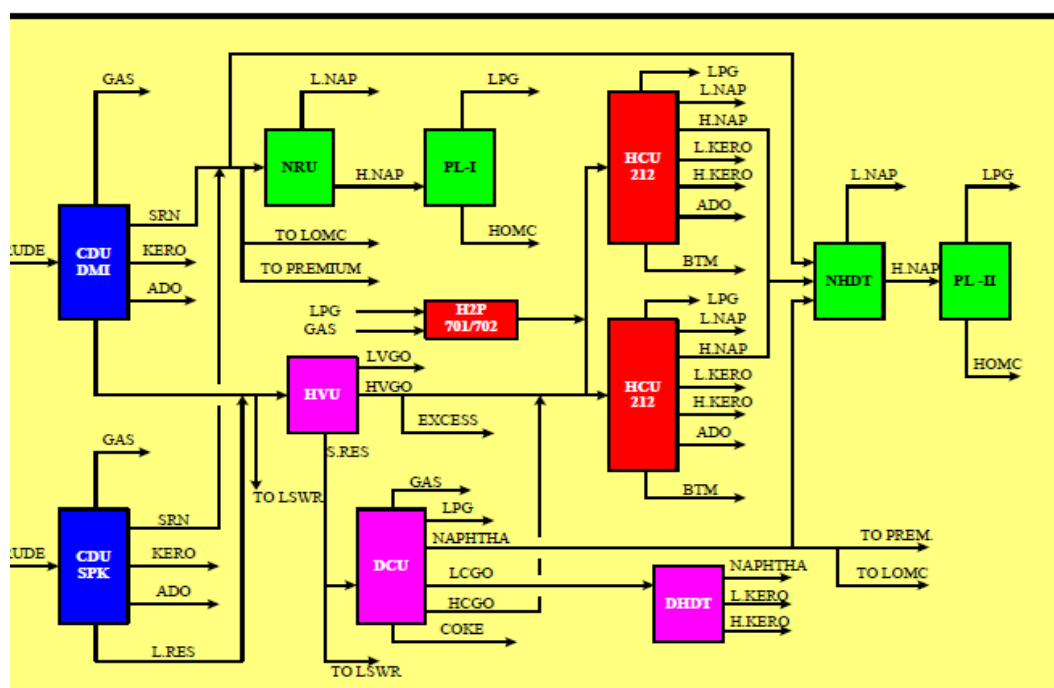 GAS
L.NAP
LPG
LPG
L.NAP
H.NAP
L.KERO
H.KERO
ADO
BTM
HCU
212
NRU
H.NAP
PL-I
HOMC
SRN
KERO
ADO
RUDE
CDU
DMI
TO LOMC
TO PREMIUM
L.NAP
LPG
NHDT
H.NAP
PL -II
HOMC
LPG
GAS
H2P
701/702
LPG
L.NAP
H.NAP
L.KERO
H.KERO
ADO
BTM
HCU
212
LVGO
HVGO
HVU
EXCESS
S.RES
TO LSWR
GAS
SRN
KERO
ADO
RUDE
CDU
SPK
L.RES
GAS
LPG
NAPHTHA
LCGO
HCGO
COKE
DCU
TO LSWR
TO PREM.
TO LOMC
DHDT
NAPHTHA
L.KERO
H.KERO